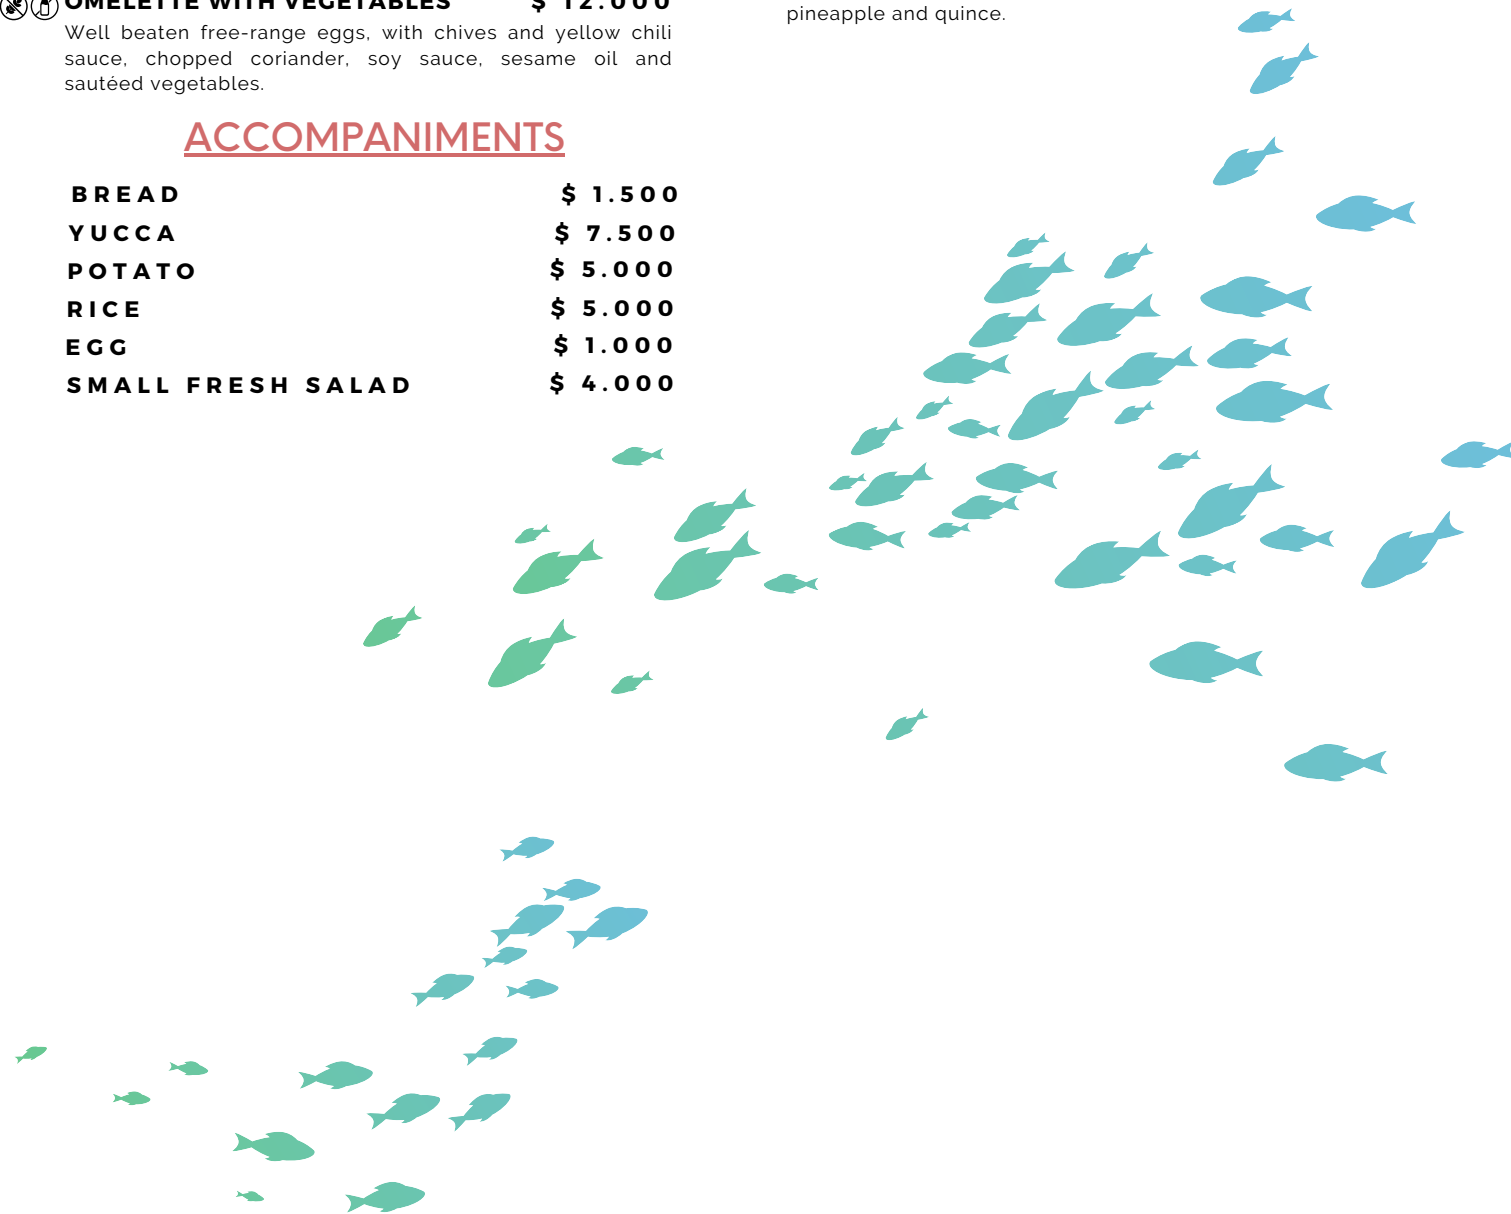 OMELETTE WITH VEGETABLES $ 12.000
Well beaten free-range eggs, with chives and yellow chili
sauce, chopped coriander, soy sauce, sesame oil and
sautéed vegetables.
ACCOMPANIMENTS
BREAD $ 1.500
YUCCA $ 7.500
POTATO $ 5.000
RICE $ 5.000
EGG $ 1.000
SMALL FRESH SALAD $ 4.000
pineapple and quince.